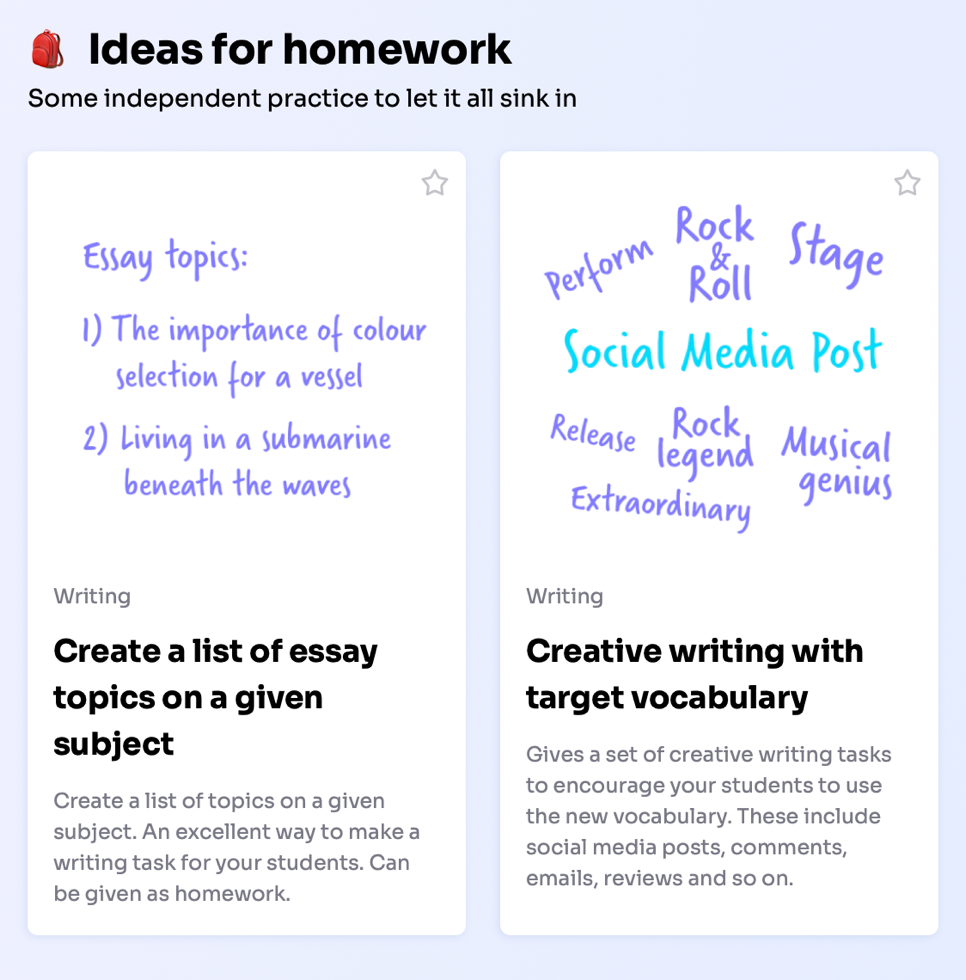 Ideas for homework
Some independent practice to let it all sink in
Essay topics:
1) The importance of colour
selection for a vessel
2) Living in a submarine
beneath the waves
Writing
Create a list of essay
topics on a given
subject
Create a list of topics on a given
subject. An excellent way to make a
writing task for your students. Can
be given as homework.
Perform
Rock
&
Roll
Stage
Social Media Post
Release
Rock
legend
Musical
genius
Extraordinary
Writing
Creative writing with
target vocabulary
Gives a set of creative writing tasks
to encourage your students to use
the new vocabulary. These include
social media posts, comments,
emails, reviews and so on.